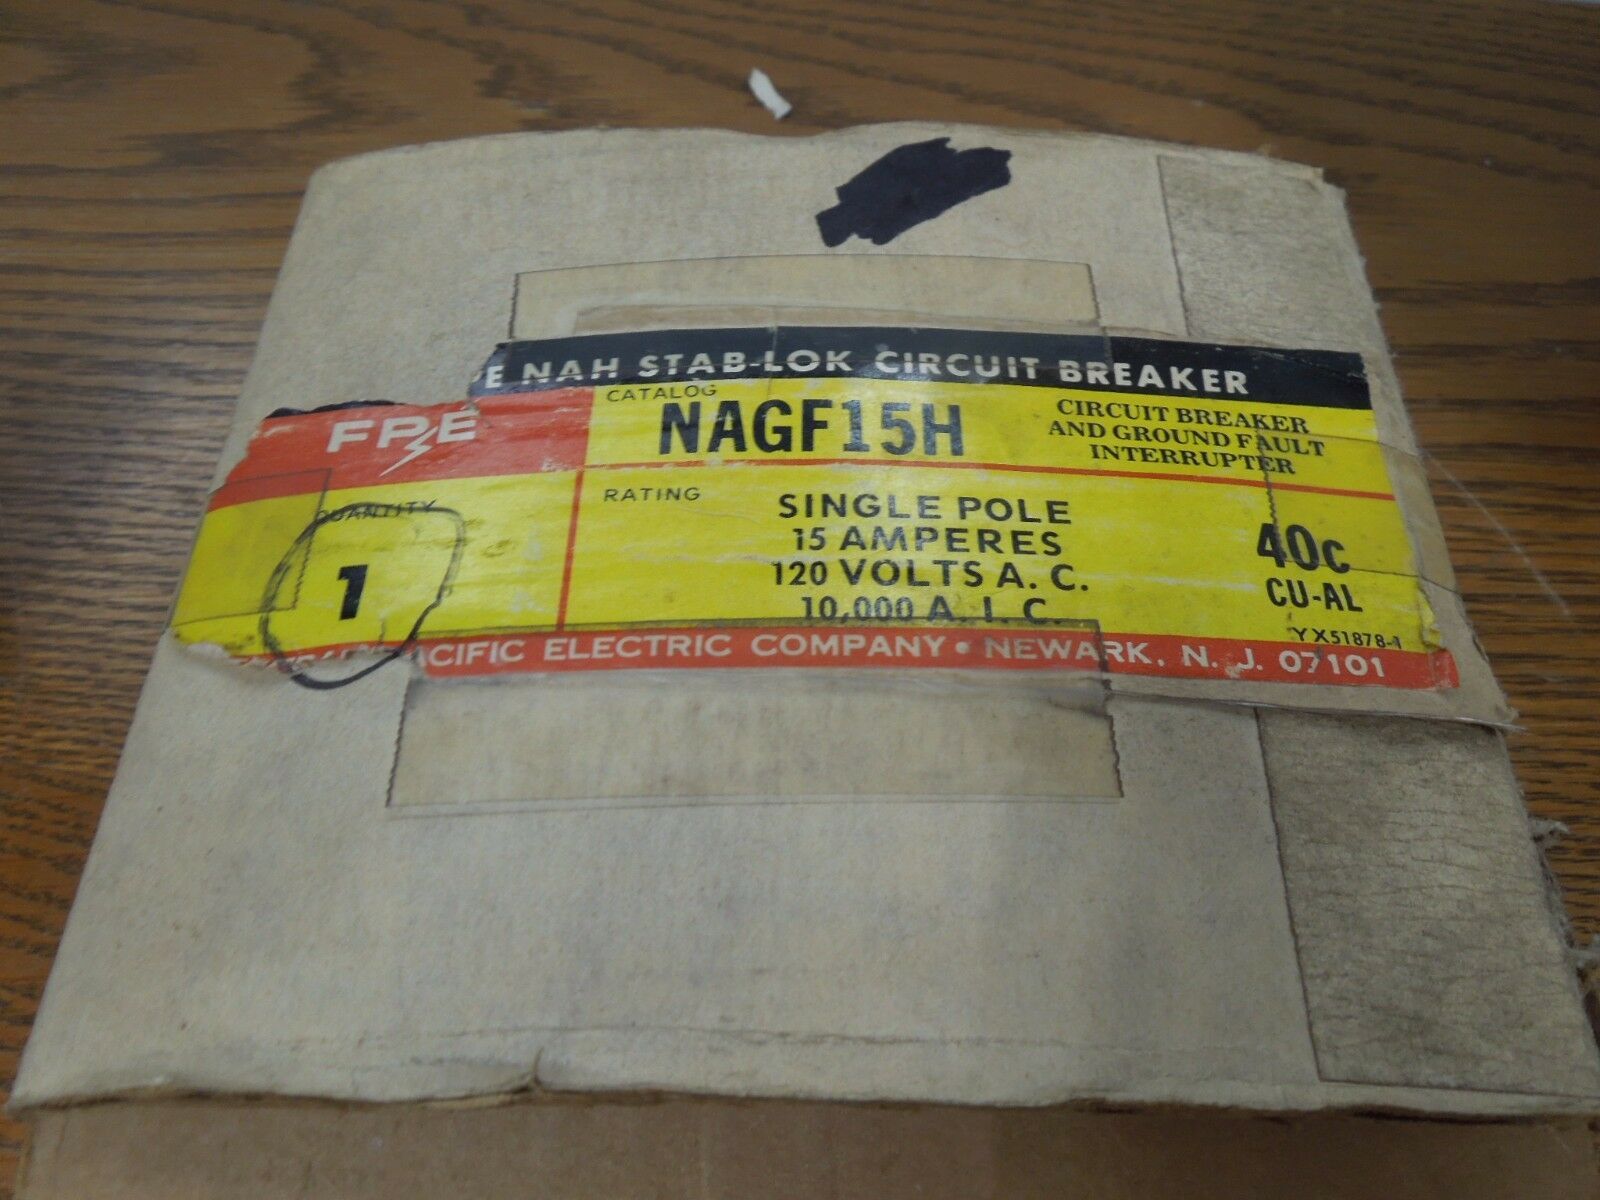 NAH STAB-LOK CIRCUIT BREAKER
FPE
CATALOG
NAGF15H
CIRCUIT BREAKER
AND GROUND FAULT
INTERRUPTER
QUANTITY
1
RATING
SINGLE POLE
15 AMPERES
120 VOLTS A. C.
10,000 A. I. C.
40C
CU-AL
YX51878-1
ACIFIC ELECTRIC COMPANY • NEWARK, N. J. 07101